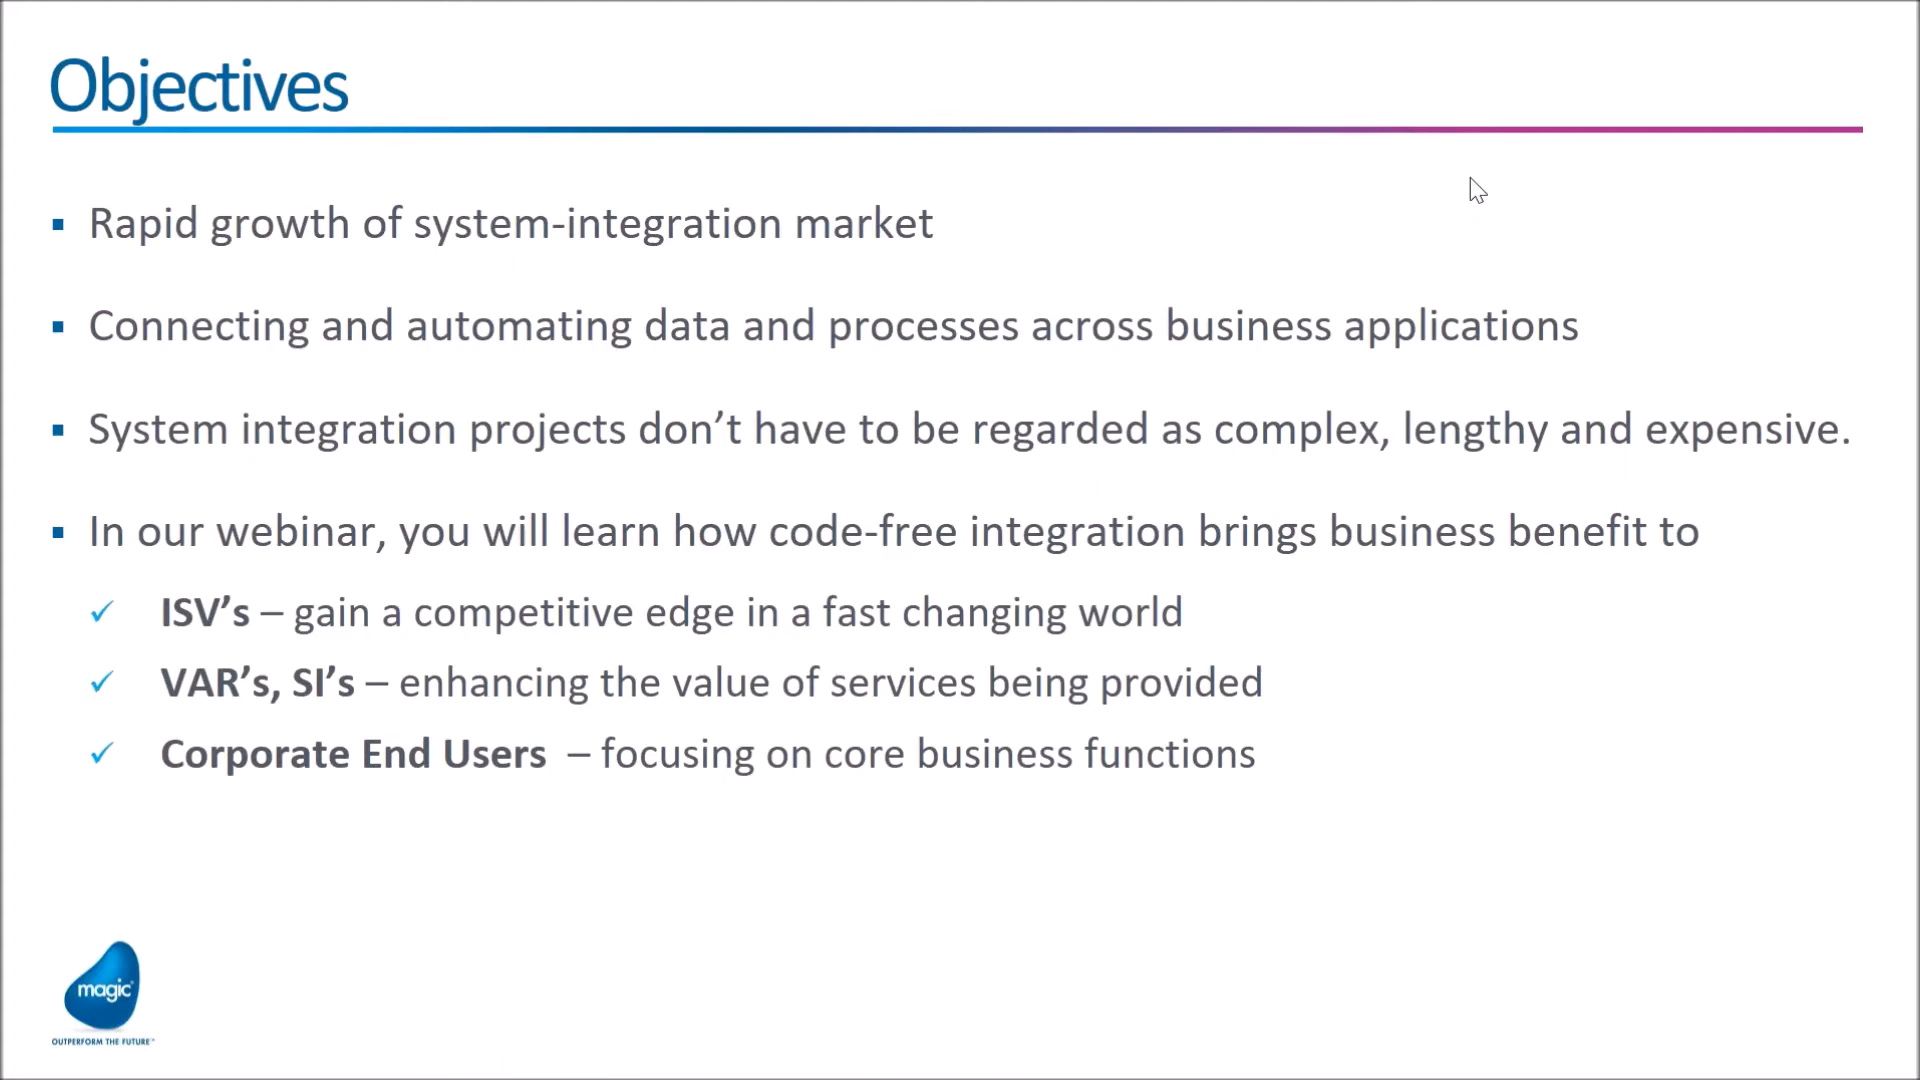 Objectives
▪ Rapid growth of system-integration market
▪ Connecting and automating data and processes across business applications
▪ System integration projects don’t have to be regarded as complex, lengthy and expensive.
▪ In our webinar, you will learn how code-free integration brings business benefit to
✓ ISV’s – gain a competitive edge in a fast changing world
✓ VAR’s, SI’s – enhancing the value of services being provided
✓ Corporate End Users – focusing on core business functions
magic
OUTPERFORM THE FUTURE™